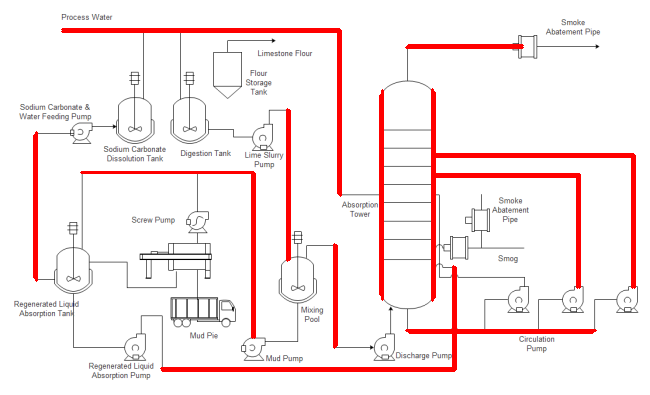 Process Water
Smoke
Abatement Pipe
Limestone Flour
Flour
Storage
Tank
Sodium Carbonate &
Water Feeding Pump
Sodium Carbonate
Dissolution Tank
Digestion Tank
Lime Slurry
Pump
Absorption
Tower
Smoke
Abatement
Pipe
Screw Pump
Smog
Regenerated Liquid
Absorption Tank
Mud Pie
Mixing
Pool
Circulation
Pump
Regenerated Liquid
Absorption Pump
Mud Pump
Discharge Pump